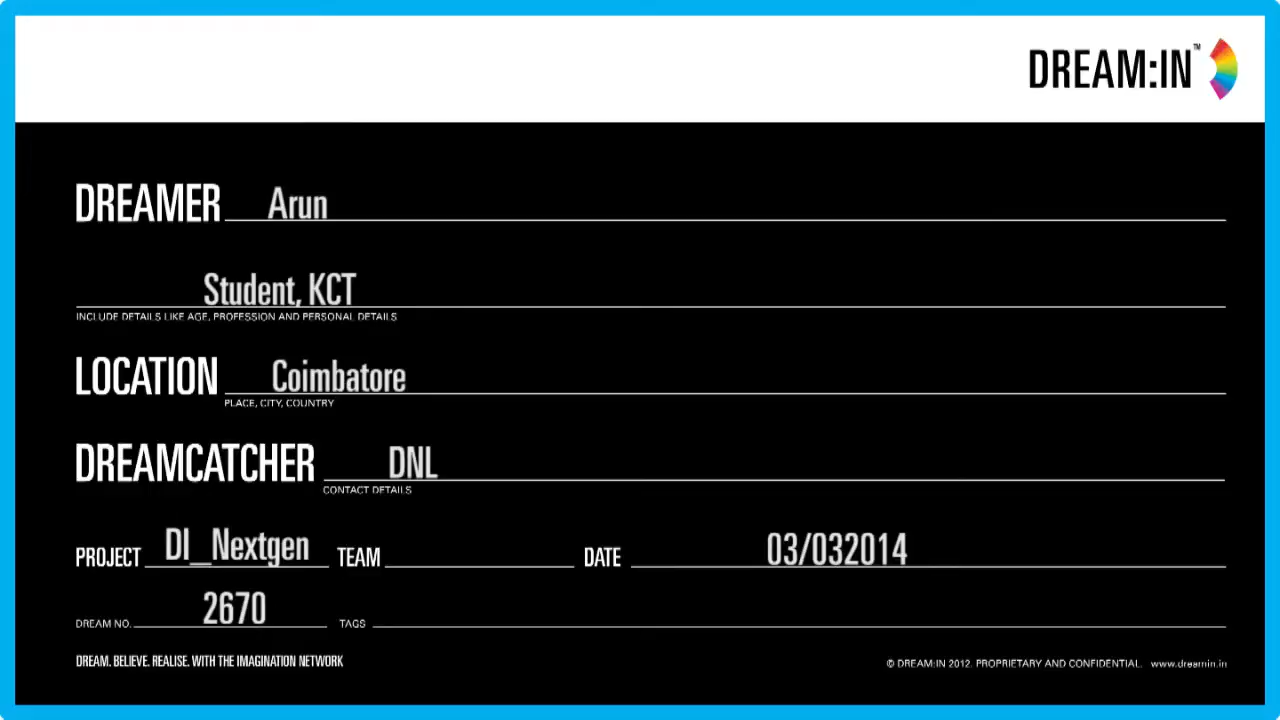 DREAM:IN™
DREAMER Arun
Student, KCT
INCLUDE DETAILS LIKE AGE, PROFESSION AND PERSONAL DETAILS
LOCATION Coimbatore
PLACE, CITY, COUNTRY
DREAMCATCHER DNL
CONTACT DETAILS
PROJECT DI_Nextgen TEAM DATE 03/032014
DREAM NO. 2670 TAGS
DREAM. BELIEVE. REALISE. WITH THE IMAGINATION NETWORK © DREAM:IN 2012. PROPRIETARY AND CONFIDENTIAL. www.dreamin.in